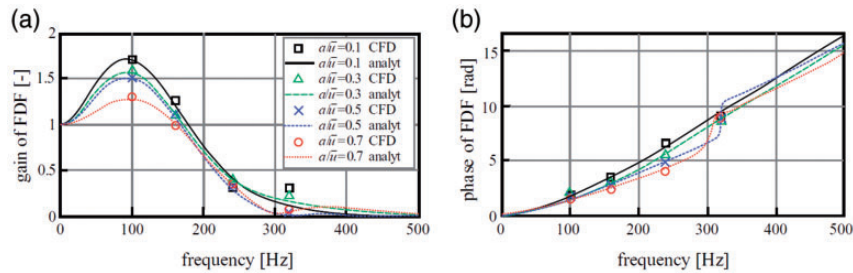 (a)
2
1.5
1
0.5
0
gain of FDF [-]
0
100
200
300
400
500
frequency [Hz]
a/u̅=0.1 CFD
a/u̅=0.1 analyt
a/u̅=0.3 CFD
a/u̅=0.3 analyt
a/u̅=0.5 CFD
a/u̅=0.5 analyt
a/u̅=0.7 CFD
a/u̅=0.7 analyt
(b)
15
10
5
0
phase of FDF [rad]
0
100
200
300
400
500
frequency [Hz]